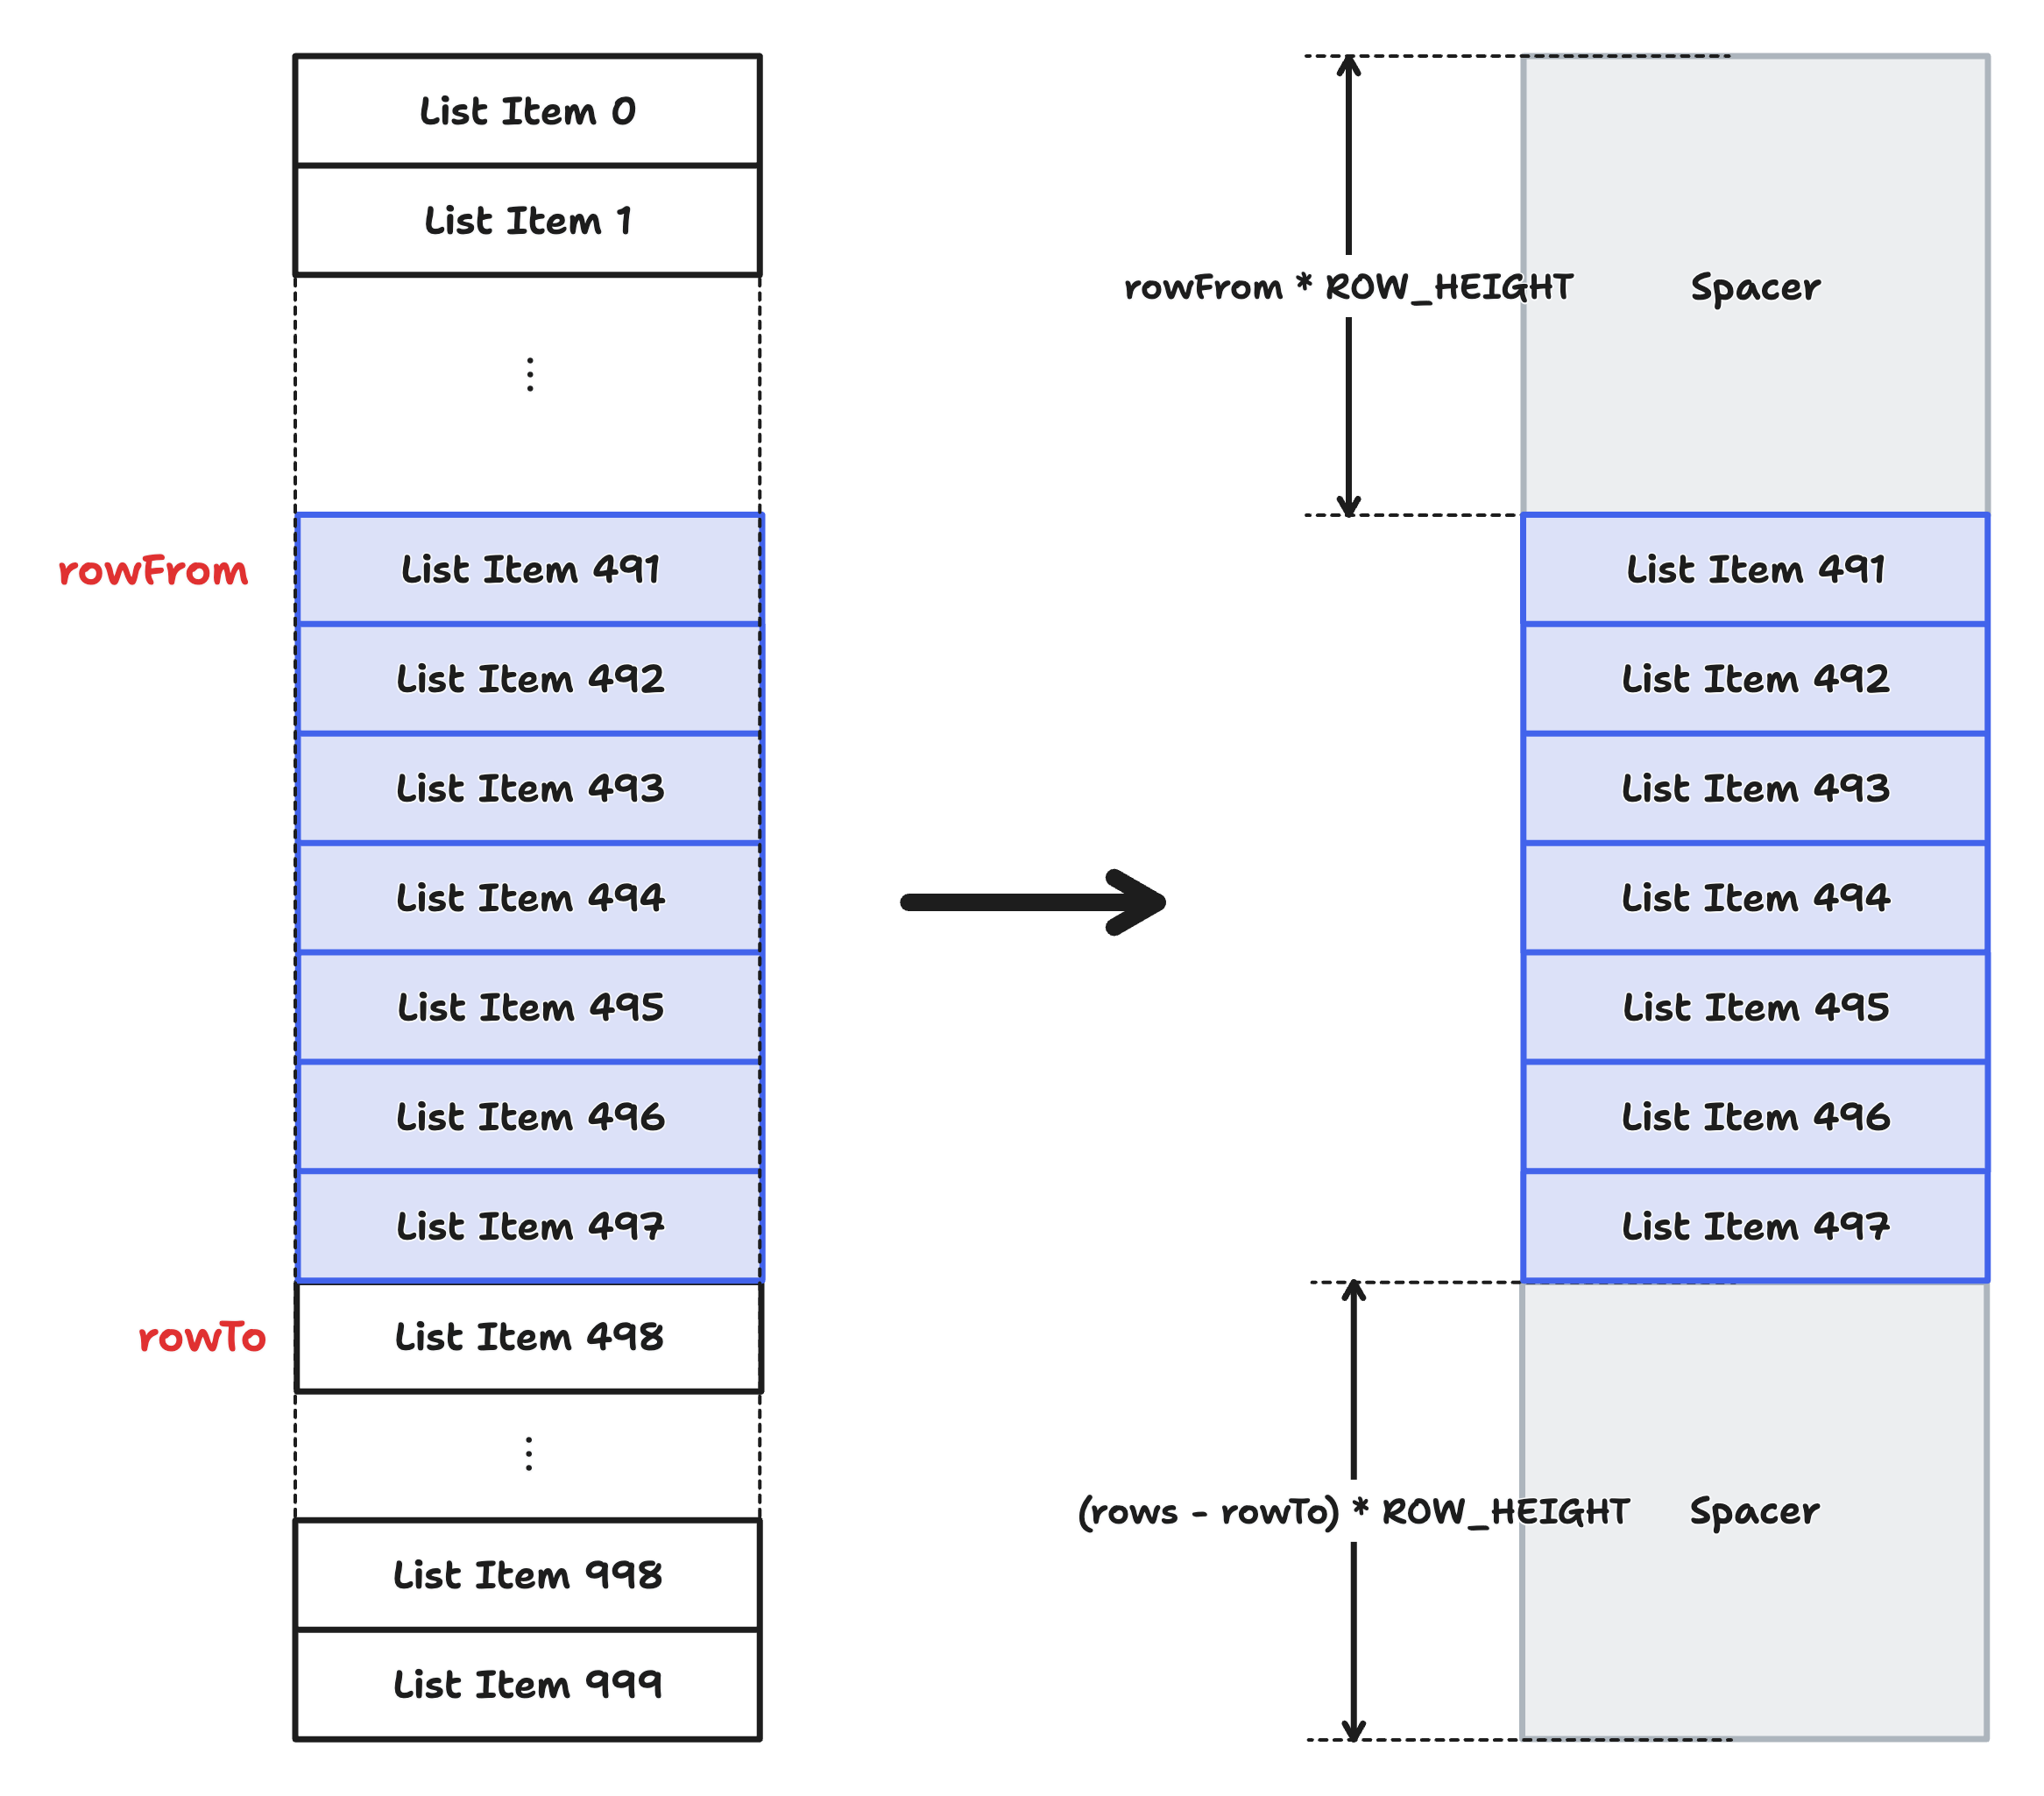 List Item 0
List Item 1
rowFrom
List Item 491
List Item 492
List Item 493
List Item 494
List Item 495
List Item 496
List Item 497
rowTo
List Item 498
List Item 998
List Item 999
rowFrom * ROW_HEIGHT
Spacer
List Item 491
List Item 492
List Item 493
List Item 494
List Item 495
List Item 496
List Item 497
(rows - rowTo) * ROW_HEIGHT
Spacer